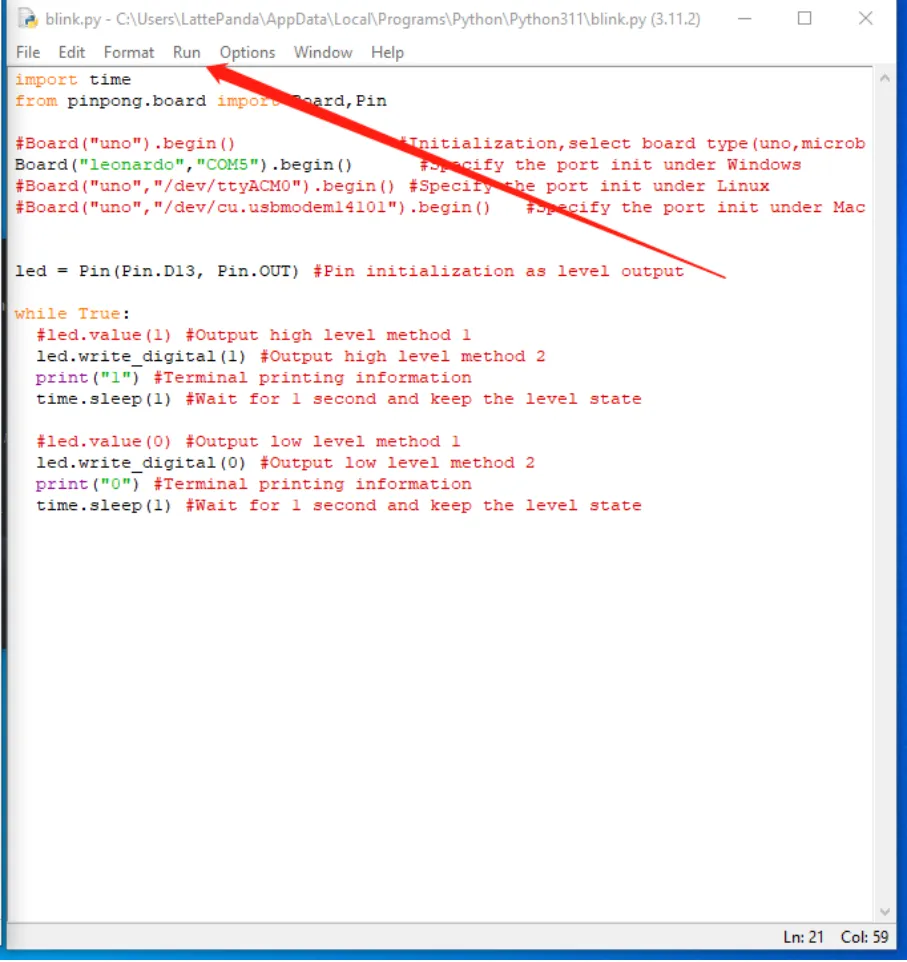 blink.py - C:\Users\LattePanda\AppData\Local\Programs\Python\Python311\blink.py (3.11.2)
File Edit Format Run Options Window Help
import time
from pinpong.board import Board,Pin
#Board("uno").begin() #Initialization,select board type(uno,microb
Board("leonardo","COM5").begin() #Specify the port init under Windows
#Board("uno","/dev/ttyACM0").begin() #Specify the port init under Linux
#Board("uno","/dev/cu.usbmodem14101").begin() #Specify the port init under Mac
led = Pin(Pin.D13, Pin.OUT) #Pin initialization as level output
while True:
  #led.value(1) #Output high level method 1
  led.write_digital(1) #Output high level method 2
  print("1") #Terminal printing information
  time.sleep(1) #Wait for 1 second and keep the level state
  #led.value(0) #Output low level method 1
  led.write_digital(0) #Output low level method 2
  print("0") #Terminal printing information
  time.sleep(1) #Wait for 1 second and keep the level state
Ln: 21 Col: 59